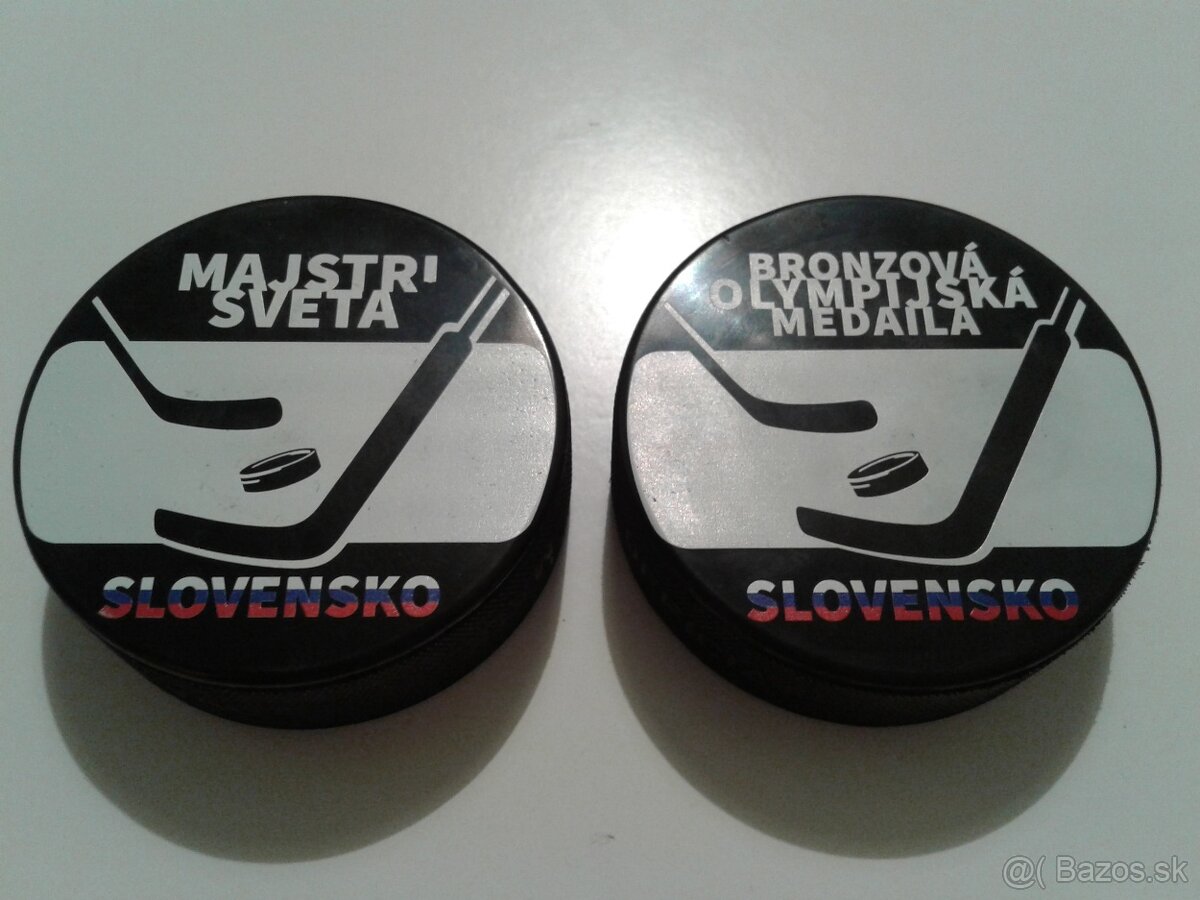 MAJSTRI
SVETA
SLOVENSKO
BRONZOVÁ
OLYMPIJSKÁ
MEDAILA
SLOVENSKO
@( Bazos.sk